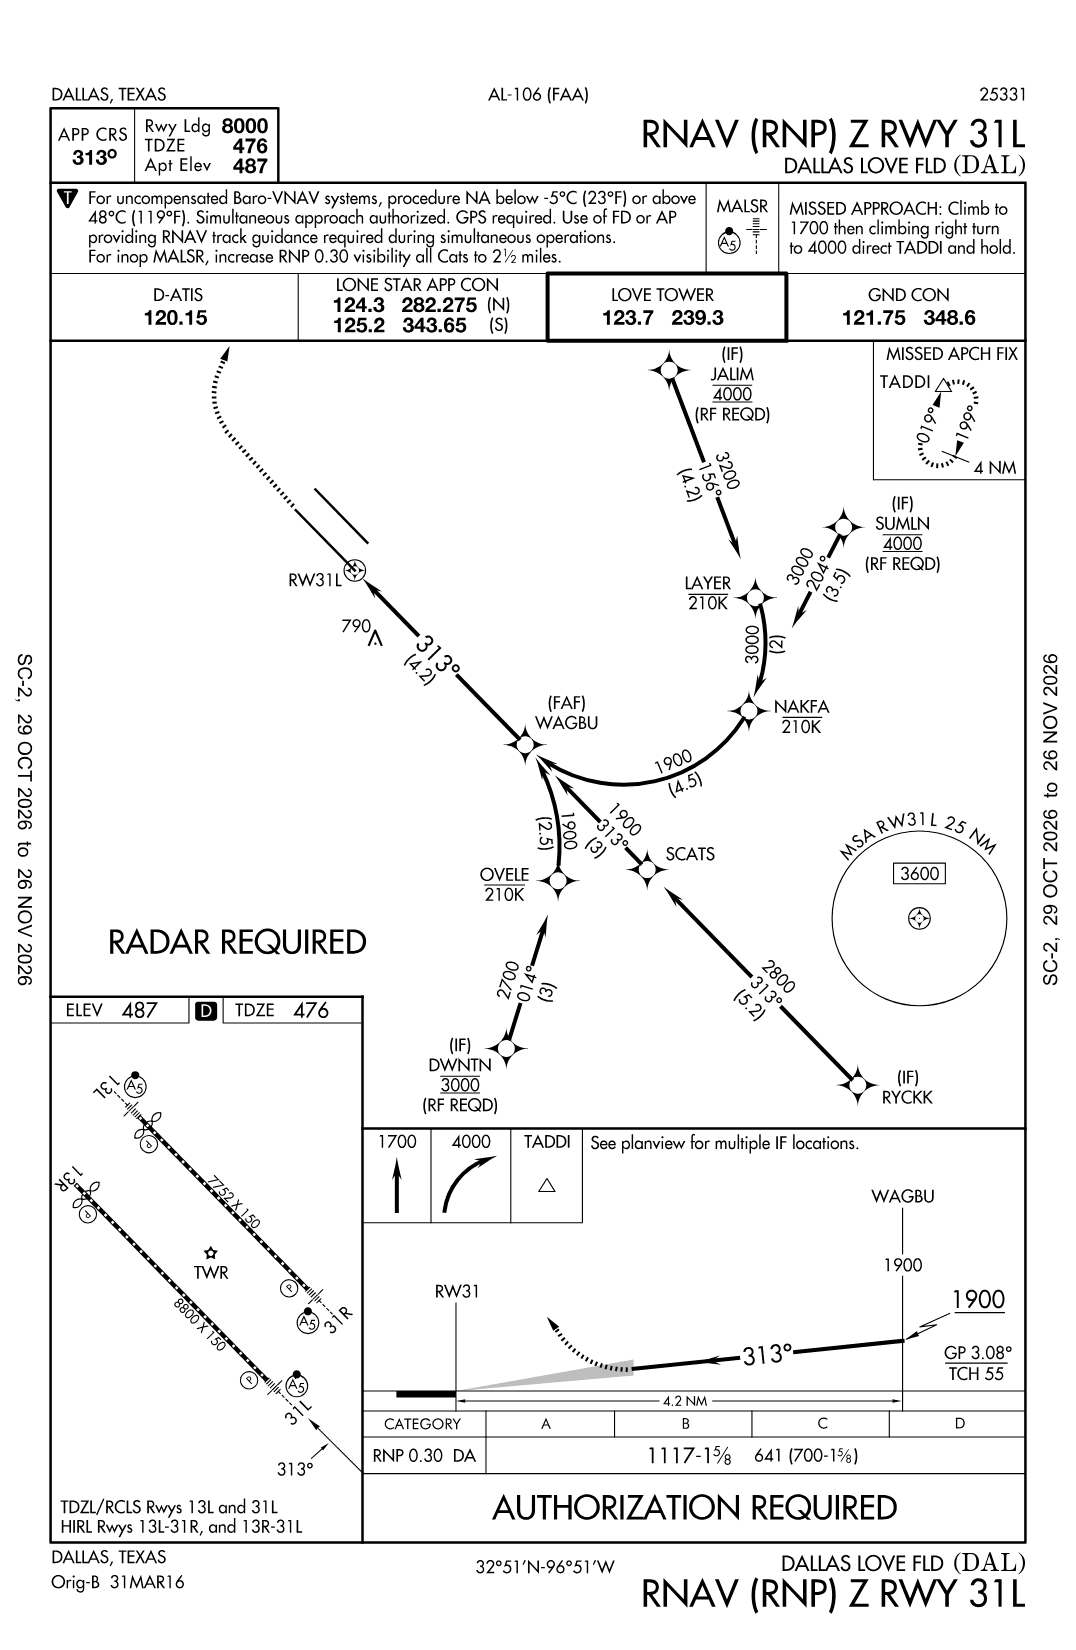 DALLAS, TEXAS
AL-106 (FAA)
25331
APP CRS
313°
Rwy Ldg 8000
TDZE 476
Apt Elev 487
RNAV (RNP) Z RWY 31L
DALLAS LOVE FLD (DAL)
T
For uncompensated Baro-VNAV systems, procedure NA below -5°C (23°F) or above
48°C (119°F). Simultaneous approach authorized. GPS required. Use of FD or AP
providing RNAV track guidance required during simultaneous operations.
For inop MALSR, increase RNP 0.30 visibility all Cats to 2½ miles.
MALSR
A5
MISSED APPROACH: Climb to
1700 then climbing right turn
to 4000 direct TADDI and hold.
D-ATIS
120.15
LONE STAR APP CON
124.3 282.275 (N)
125.2 343.65 (S)
LOVE TOWER
123.7 239.3
GND CON
121.75 348.6
(IF)
JALIM
4000
(RF REQD)
MISSED APCH FIX
TADDI
019°
199°
4 NM
3200
156°
(4.2)
(IF)
SUMLN
4000
(RF REQD)
3000
204°
(3.5)
RW31L
LAYER
210K
3000
(2)
790
313°
(4.2)
(FAF)
WAGBU
NAKFA
210K
1900
(4.5)
1900
(2.5)
1900
313°
(3)
SCATS
OVELE
210K
MSA RW31L 25 NM
3600
RADAR REQUIRED
2700
014°
(3)
2800
313°
(5.2)
(IF)
DWNTN
3000
(RF REQD)
(IF)
RYCKK
SC-2, 29 OCT 2026 to 26 NOV 2026
SC-2, 29 OCT 2026 to 26 NOV 2026
ELEV 487
D
TDZE 476
13L
A5
P
13R
P
7752 X 150
TWR
8800 X 150
P
A5
31R
P
A5
31L
313°
TDZL/RCLS Rwys 13L and 31L
HIRL Rwys 13L-31R, and 13R-31L
1700
4000
TADDI
See planview for multiple IF locations.
WAGBU
1900
RW31
1900
313°
GP 3.08°
TCH 55
4.2 NM
CATEGORY A B C D
RNP 0.30 DA 1117-1⅝ 641 (700-1⅝)
AUTHORIZATION REQUIRED
DALLAS, TEXAS
Orig-B 31MAR16
32°51'N-96°51'W
DALLAS LOVE FLD (DAL)
RNAV (RNP) Z RWY 31L